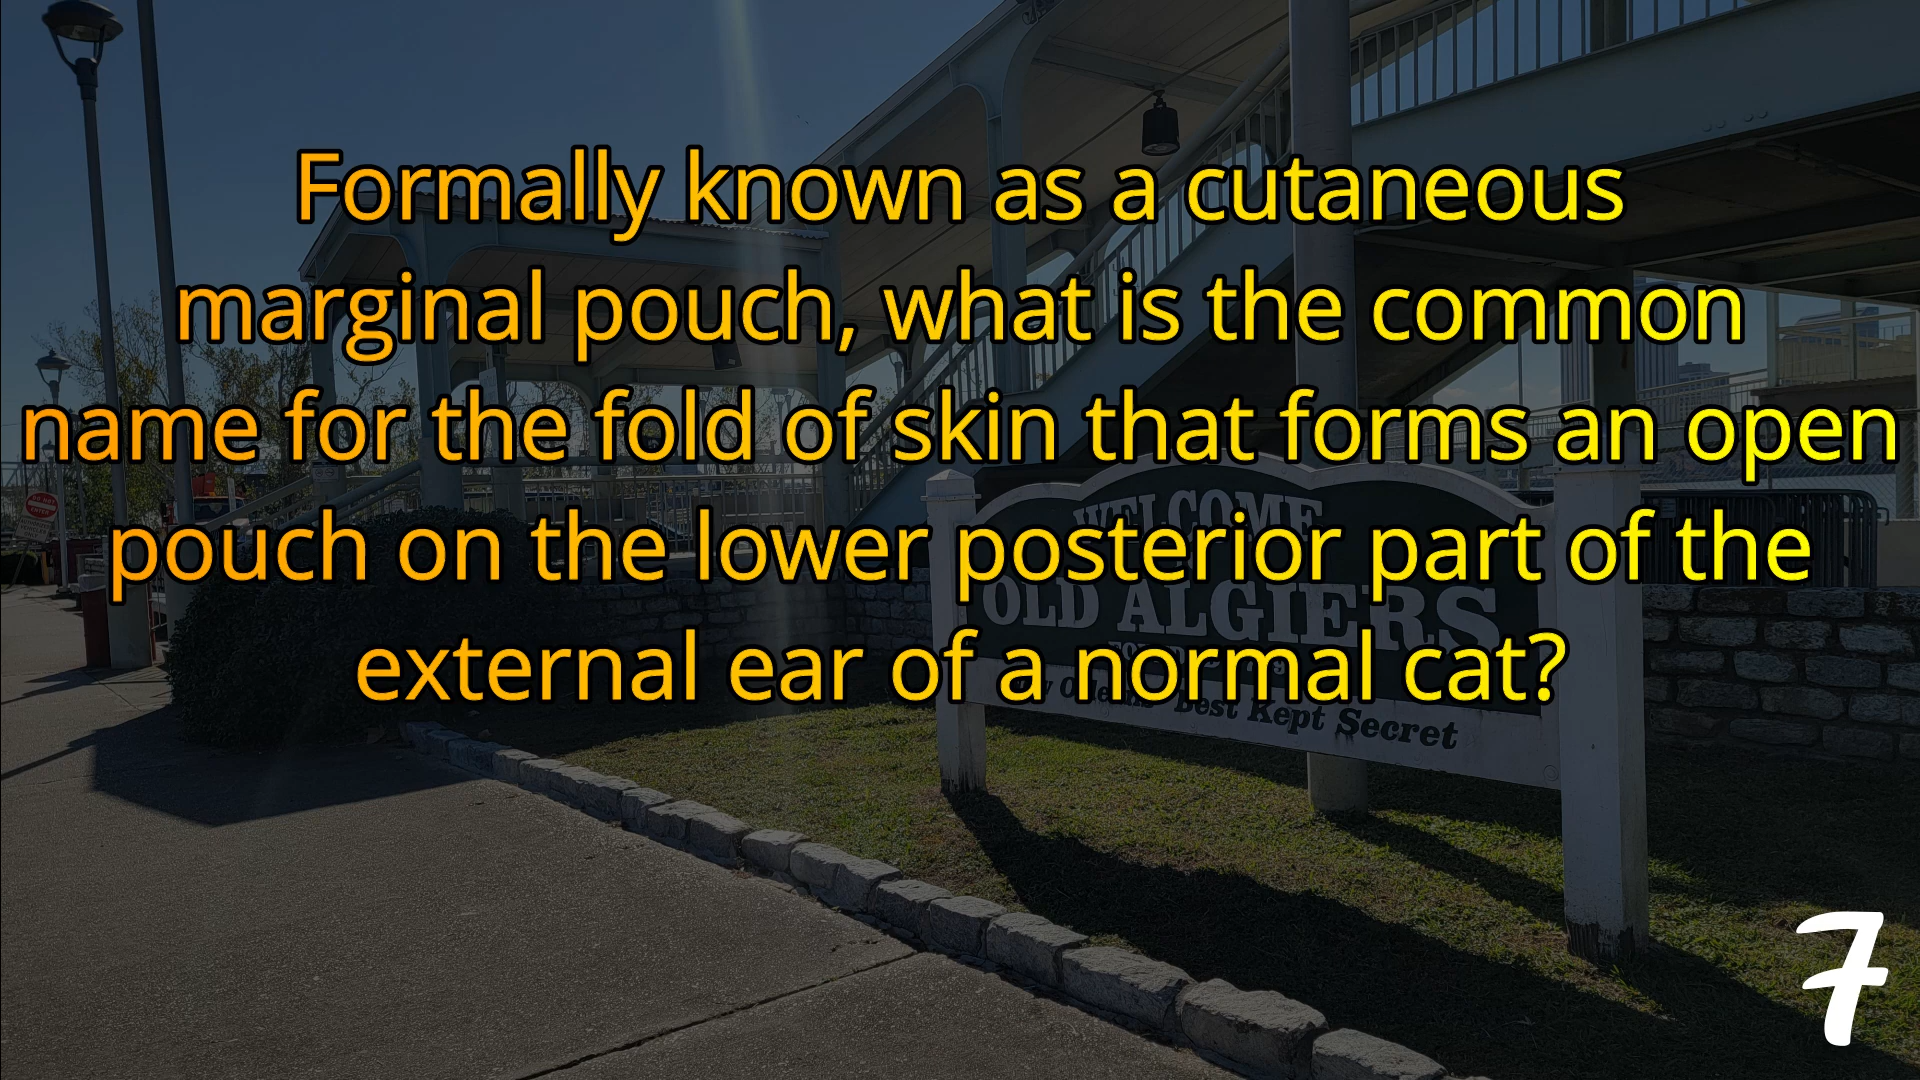 Formally known as a cutaneous
marginal pouch, what is the common
name for the fold of skin that forms an open
pouch on the lower posterior part of the
external ear of a normal cat?
WELCOME
OLD ALGIERS
Best Kept Secret
7